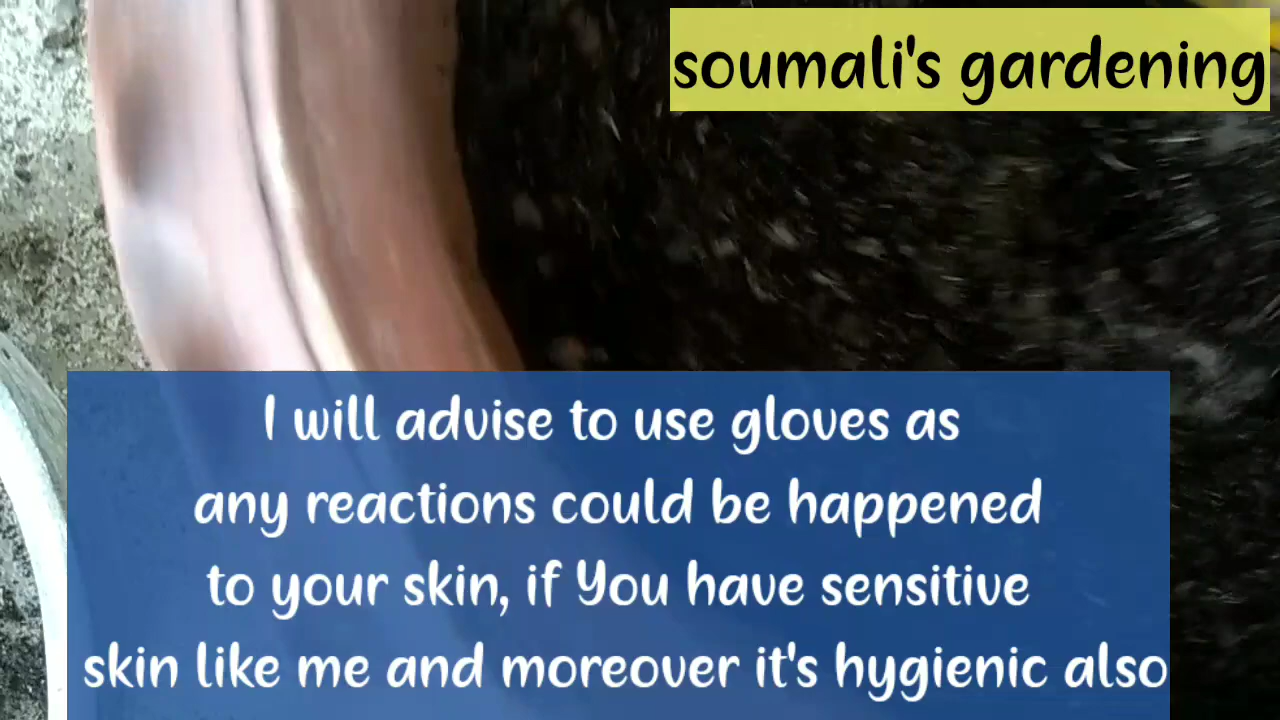 soumali's gardening
I will advise to use gloves as
any reactions could be happened
to your skin, if You have sensitive
skin like me and moreover it's hygienic also